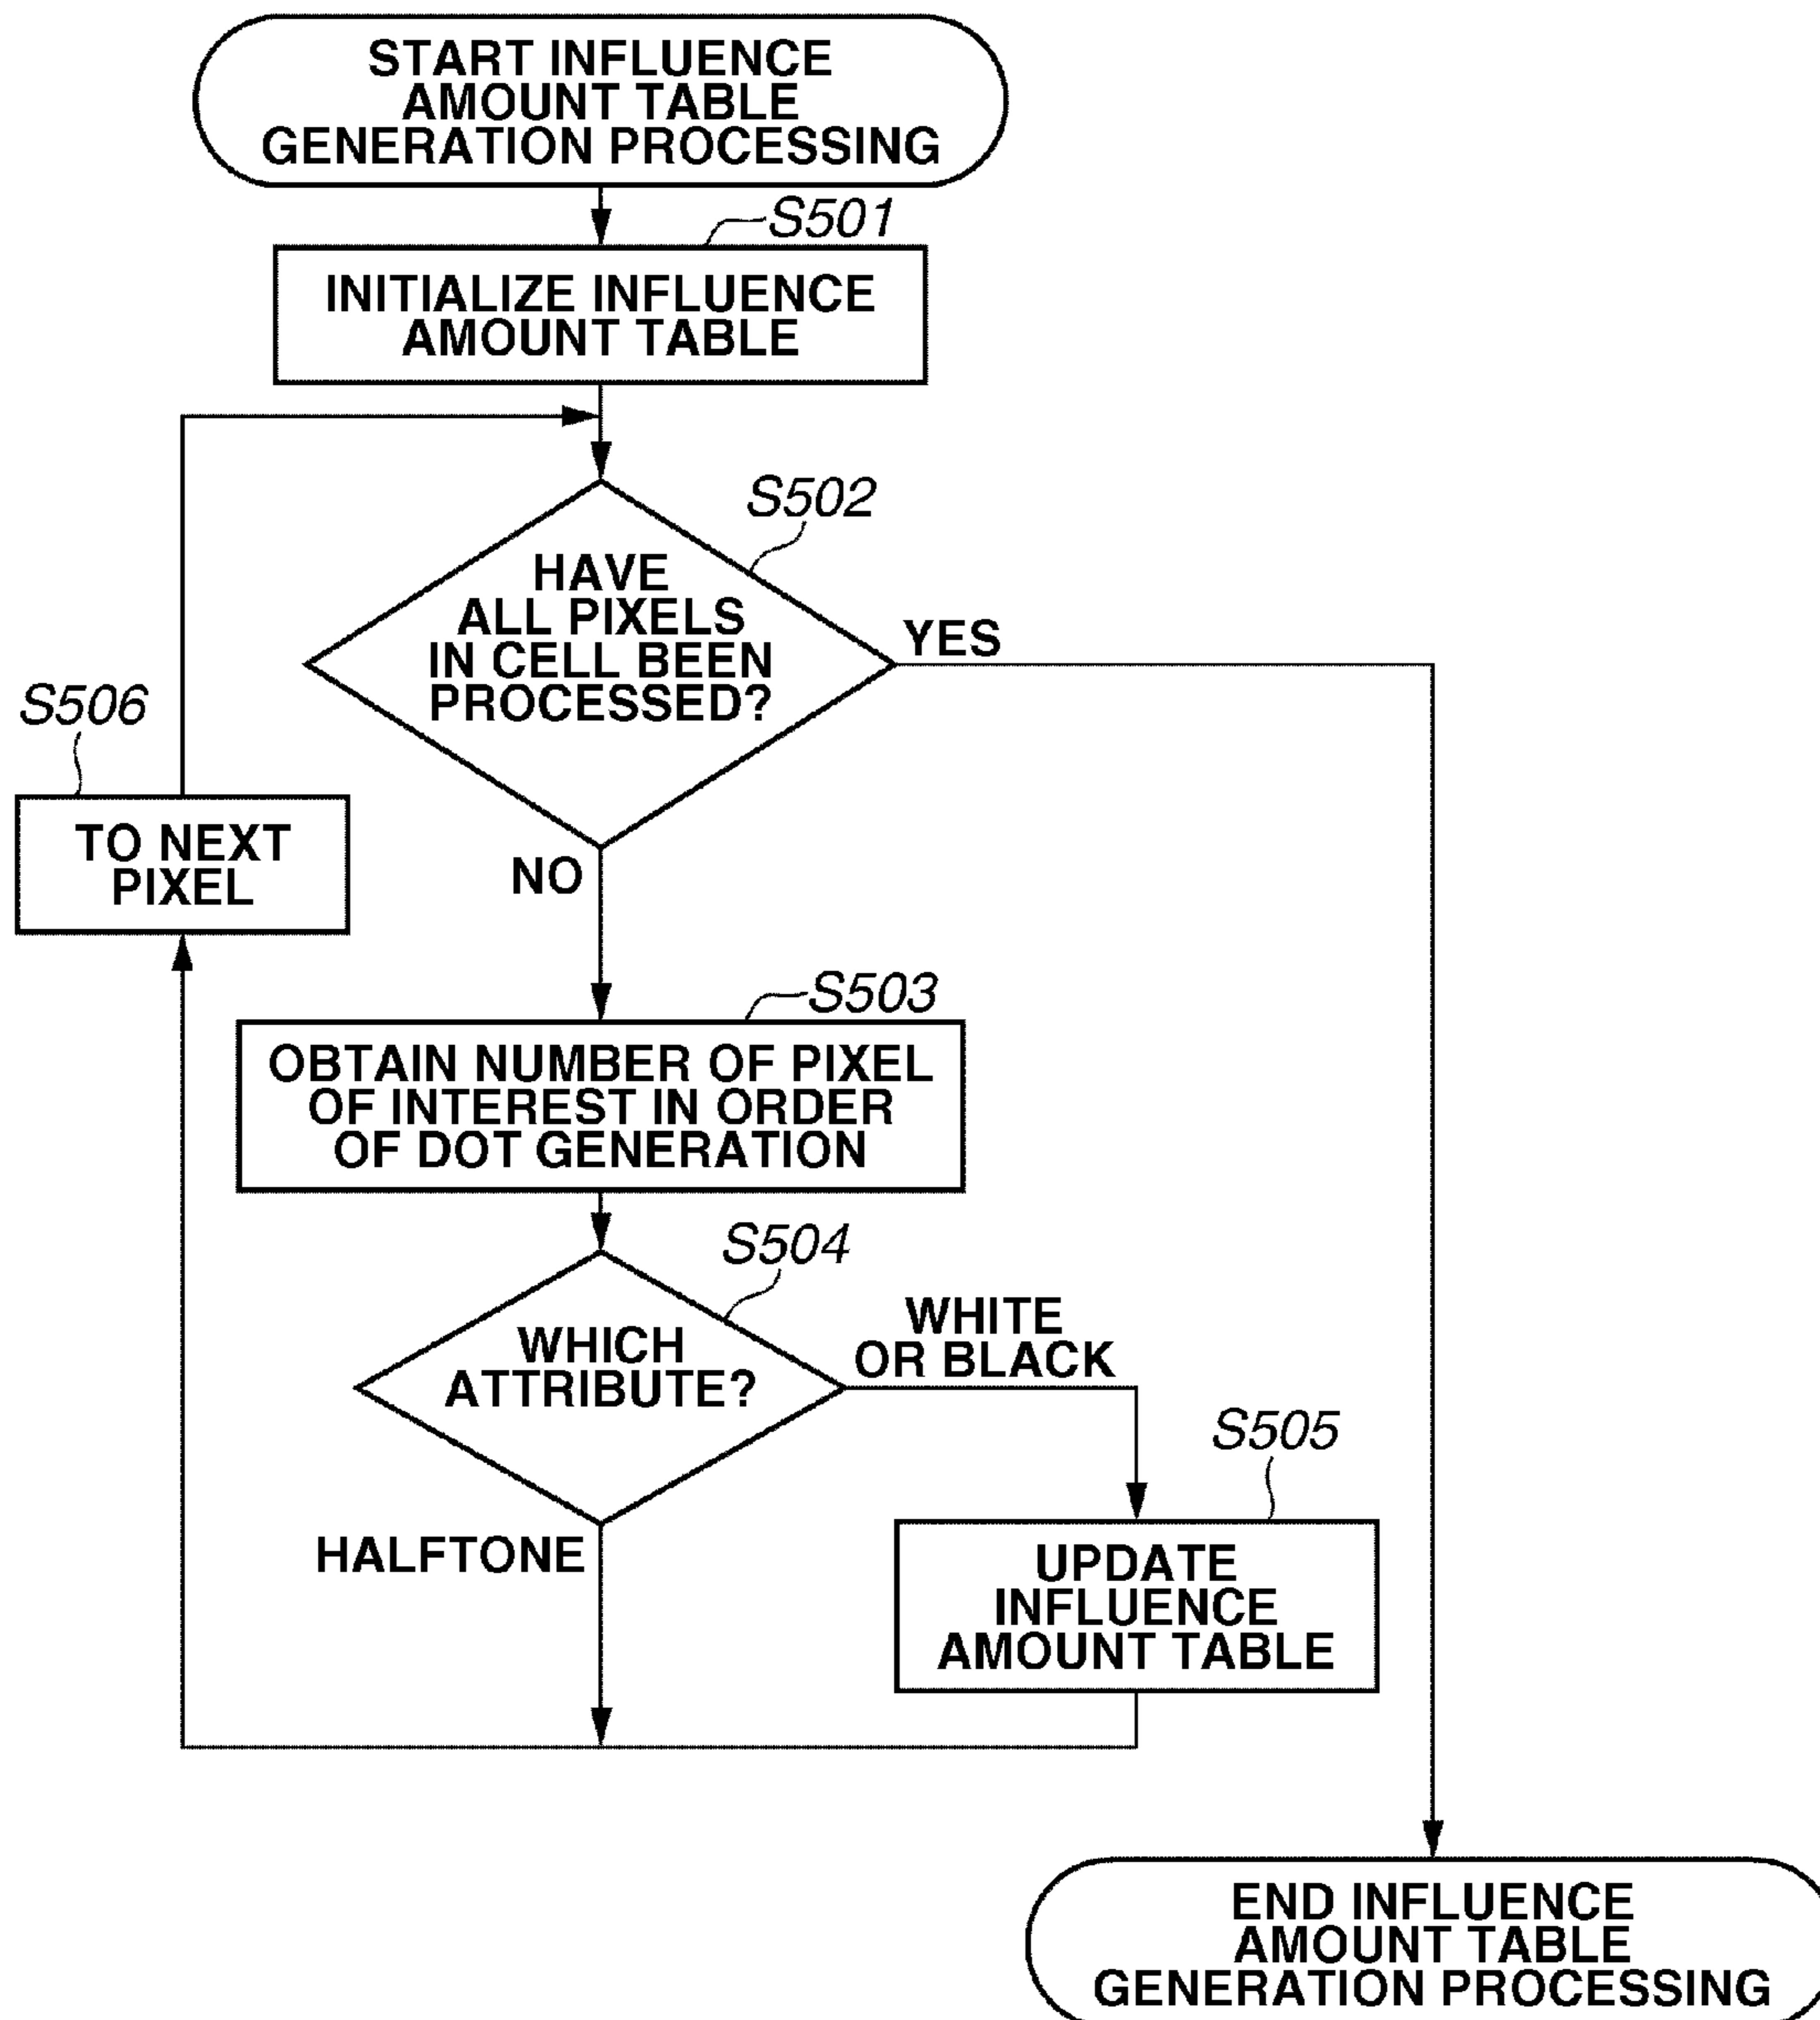 START INFLUENCE
AMOUNT TABLE
GENERATION PROCESSING
S501
INITIALIZE INFLUENCE
AMOUNT TABLE
S502
HAVE
ALL PIXELS
IN CELL BEEN
PROCESSED?
YES
S506
TO NEXT
PIXEL
NO
S503
OBTAIN NUMBER OF PIXEL
OF INTEREST IN ORDER
OF DOT GENERATION
S504
WHICH
ATTRIBUTE?
WHITE
OR BLACK
S505
HALFTONE
UPDATE
INFLUENCE
AMOUNT TABLE
END INFLUENCE
AMOUNT TABLE
GENERATION PROCESSING